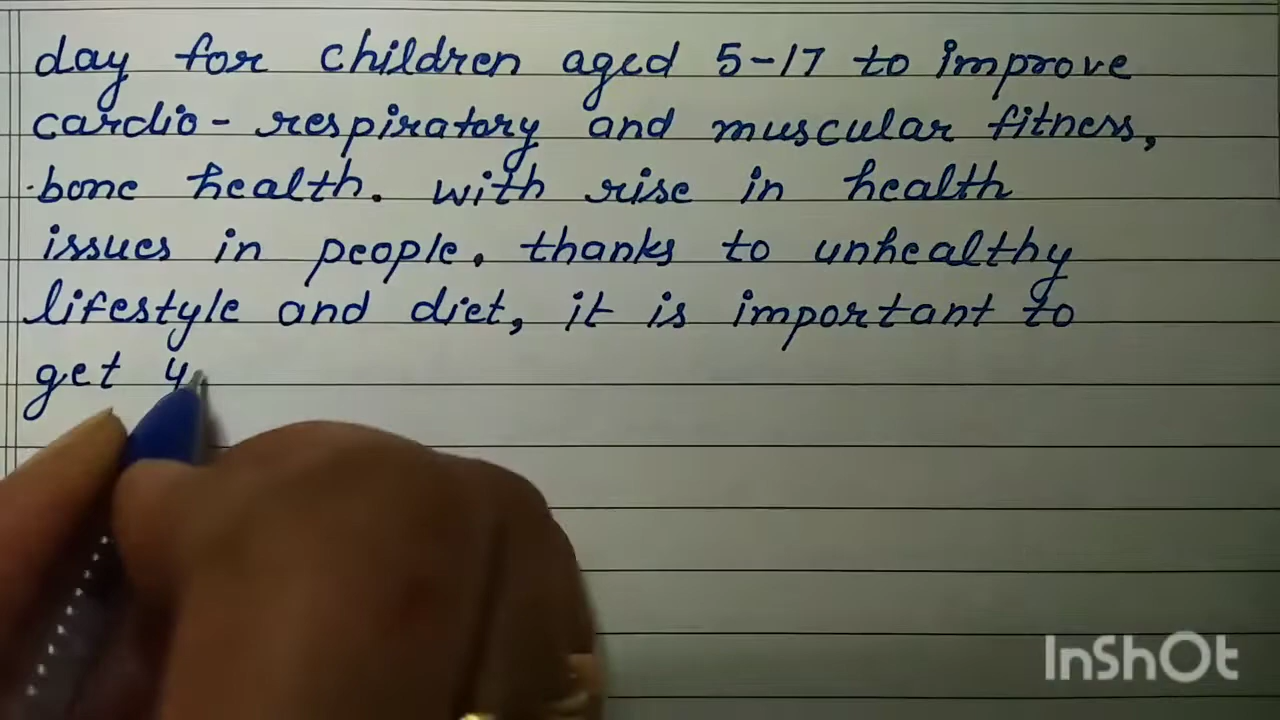 day for children aged 5-17 to improve
cardio-respiratory and muscular fitness,
bone health. with rise in health
issues in people. thanks to unhealthy
lifestyle and diet, it is important to
get y
InShOt